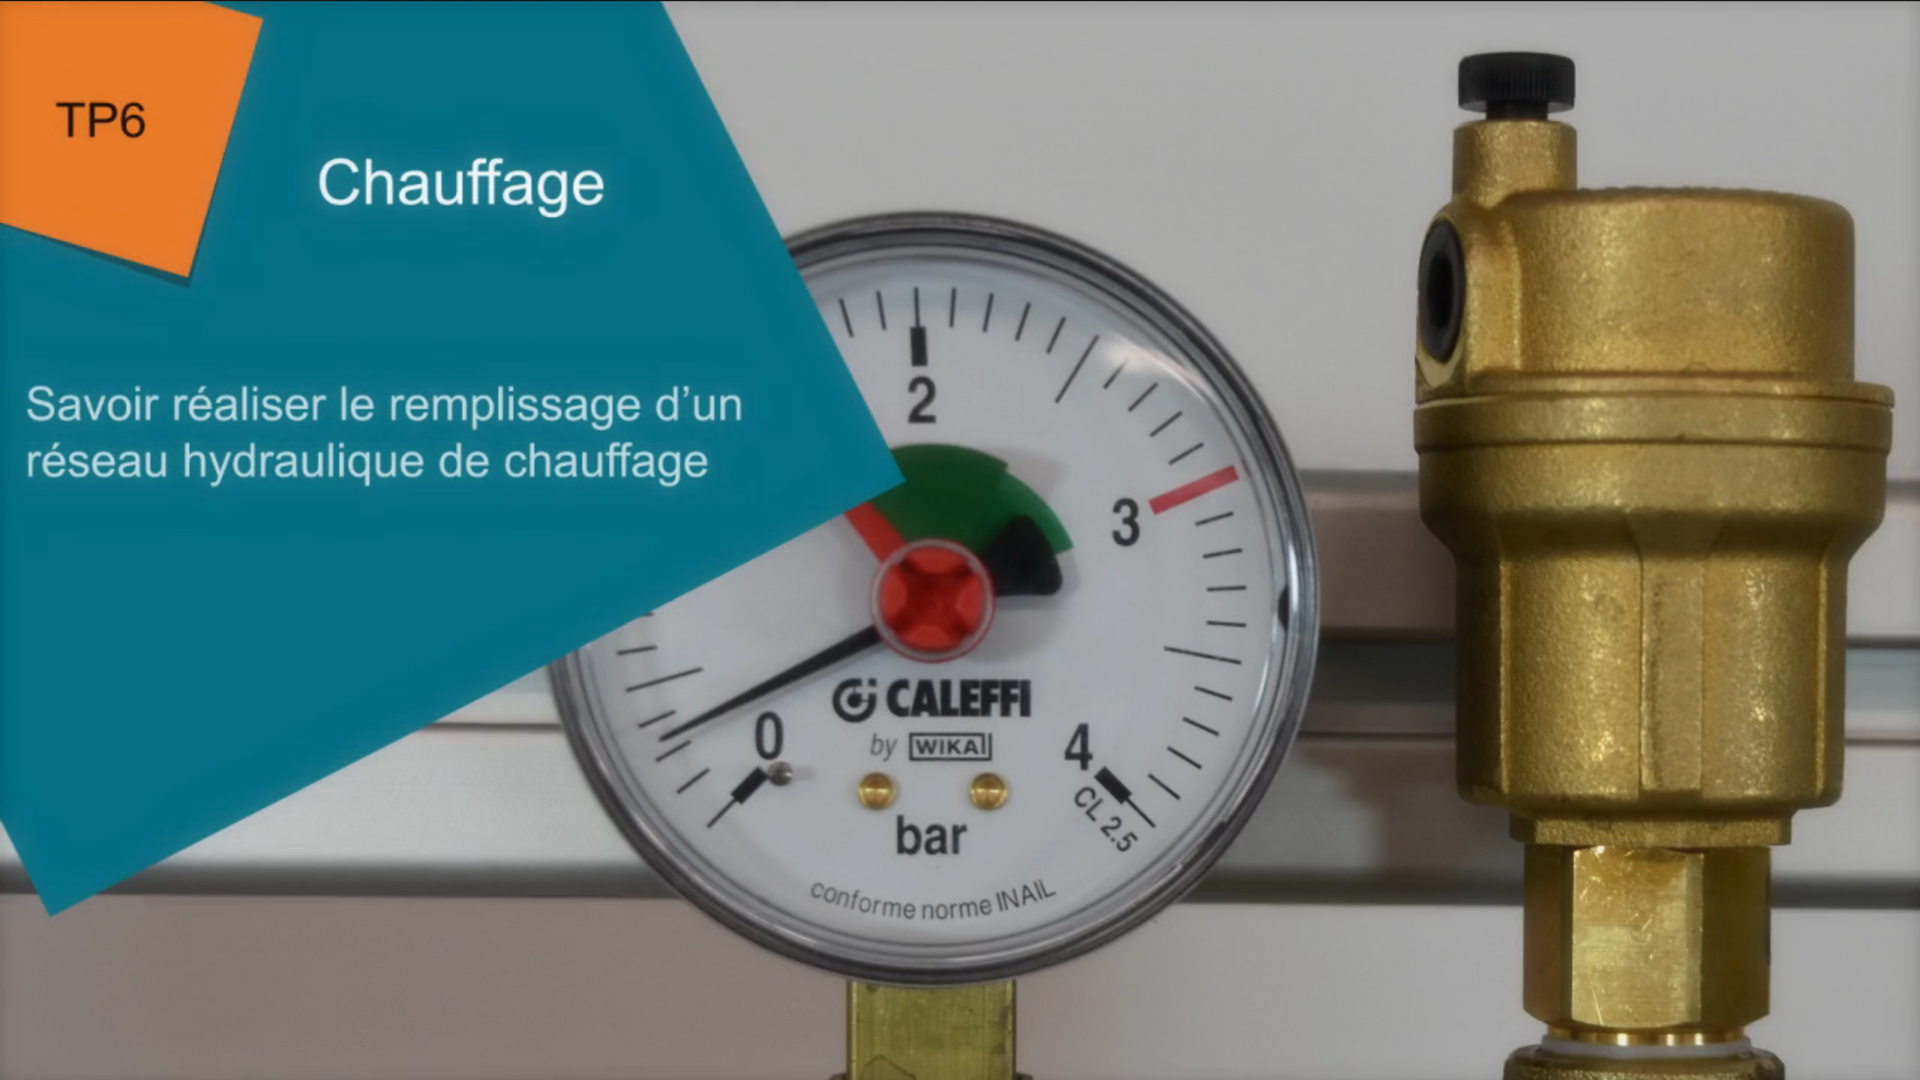 TP6
Chauffage
Savoir réaliser le remplissage d’un
réseau hydraulique de chauffage
2
3
0
4
CALEFFI
by WIKAI
bar
CL 2.5
conforme norme INAIL